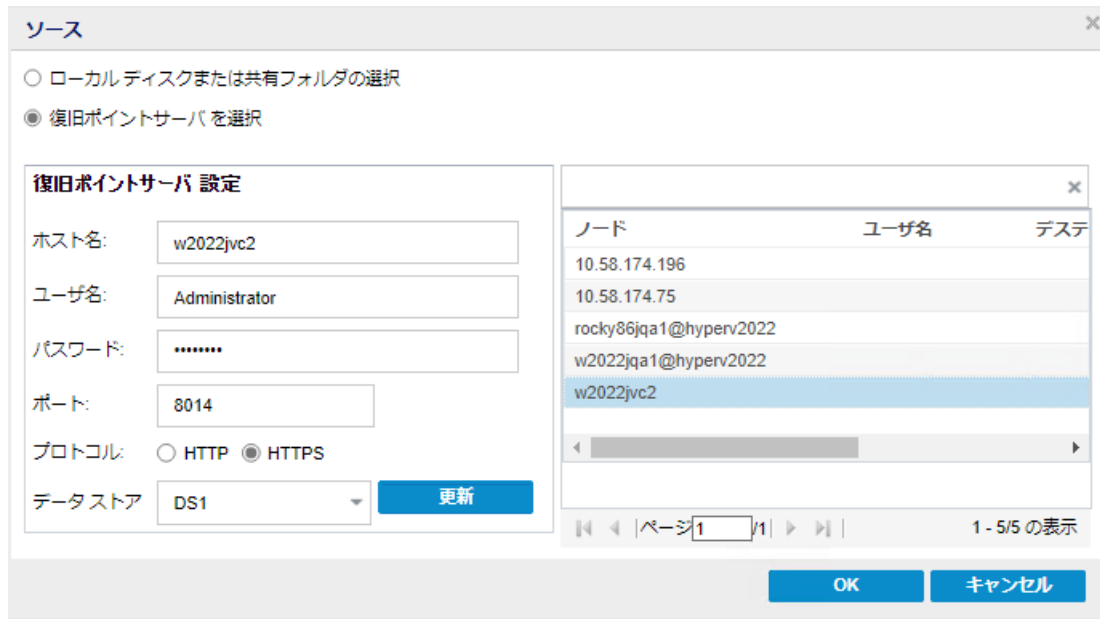 ソース
ローカル ディスクまたは共有フォルダの選択
復旧ポイントサーバ を選択
復旧ポイントサーバ 設定
ホスト名: w2022jvc2
ユーザ名: Administrator
パスワード: ••••••••
ポート: 8014
プロトコル: HTTP HTTPS
データ ストア DS1 更新
ノード ユーザ名 デステ
10.58.174.196
10.58.174.75
rocky86jqa1@hyperv2022
w2022jqa1@hyperv2022
w2022jvc2
ページ 1 /1 1 - 5/5 の表示
OK キャンセル